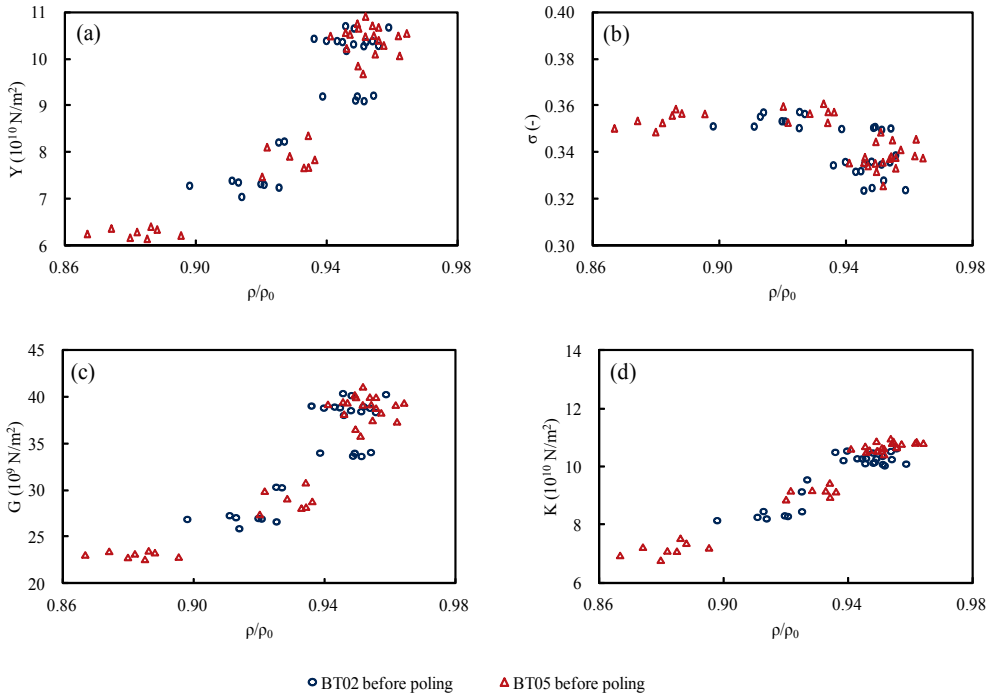 (a)
Y (10¹⁰ N/m²)
11
10
9
8
7
6
0.86 0.90 0.94 0.98
ρ/ρ₀
(b)
σ (-)
0.40
0.38
0.36
0.34
0.32
0.30
0.86 0.90 0.94 0.98
ρ/ρ₀
(c)
G (10⁹ N/m²)
45
40
35
30
25
20
0.86 0.90 0.94 0.98
ρ/ρ₀
(d)
K (10¹⁰ N/m²)
14
12
10
8
6
0.86 0.90 0.94 0.98
ρ/ρ₀
BT02 before poling BT05 before poling